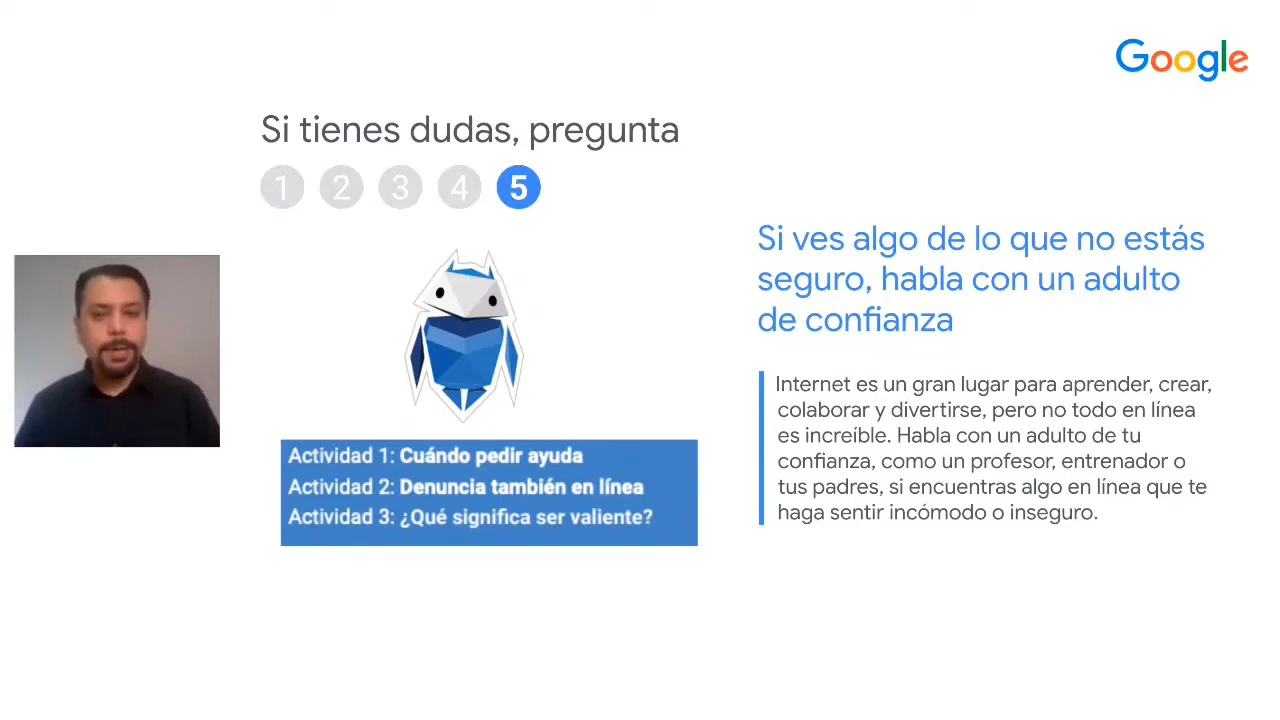 Google
Si tienes dudas, pregunta
1 2 3 4 5
Actividad 1: Cuándo pedir ayuda
Actividad 2: Denuncia también en línea
Actividad 3: ¿Qué significa ser valiente?
Si ves algo de lo que no estás
seguro, habla con un adulto
de confianza
Internet es un gran lugar para aprender, crear,
colaborar y divertirse, pero no todo en línea
es increíble. Habla con un adulto de tu
confianza, como un profesor, entrenador o
tus padres, si encuentras algo en línea que te
haga sentir incómodo o inseguro.